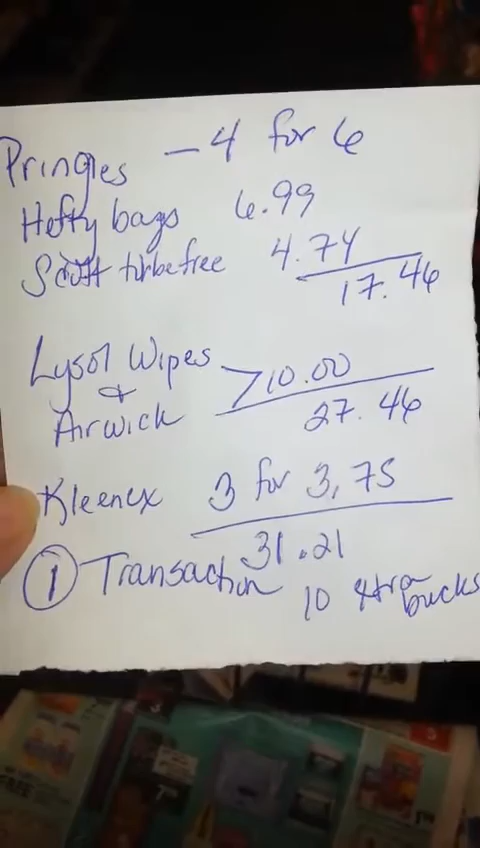 Pringles - 4 for 6
Hefty bags 6.99
Scott tubefree 4.74
17.46
Lysol Wipes
&
Airwick
>10.00
27.46
Kleenex 3 for 3.75
31.21
① Transaction
10 xtra bucks